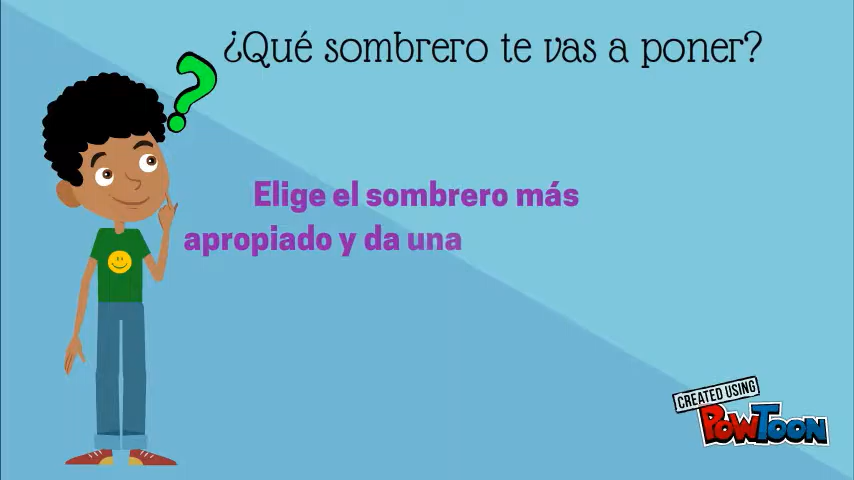 ¿Qué sombrero te vas a poner?
Elige el sombrero más
apropiado y da una
CREATED USING
POWTOON